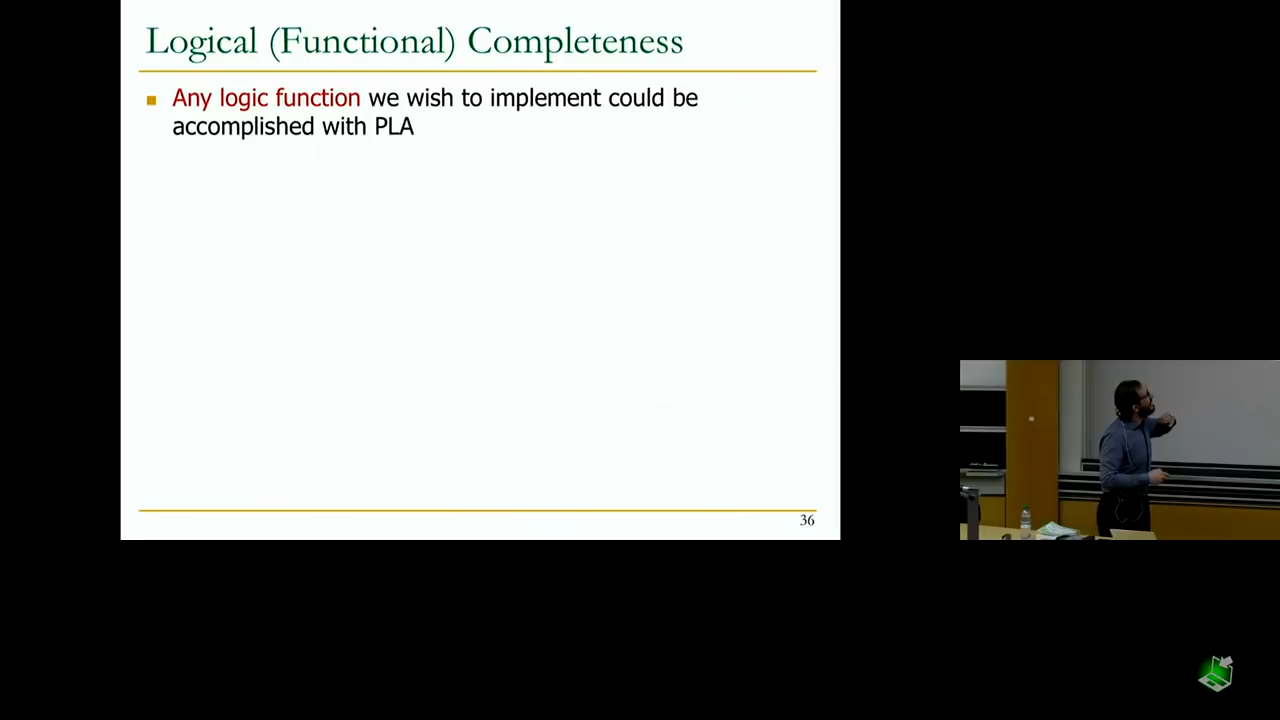 Logical (Functional) Completeness
Any logic function we wish to implement could be
accomplished with PLA
36